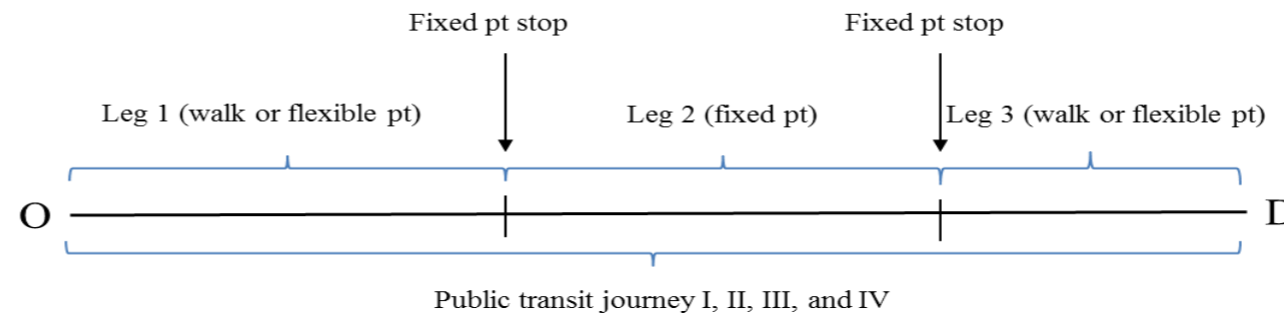 Fixed pt stop
Fixed pt stop
Leg 1 (walk or flexible pt)
Leg 2 (fixed pt)
Leg 3 (walk or flexible pt)
O
D
Public transit journey I, II, III, and IV